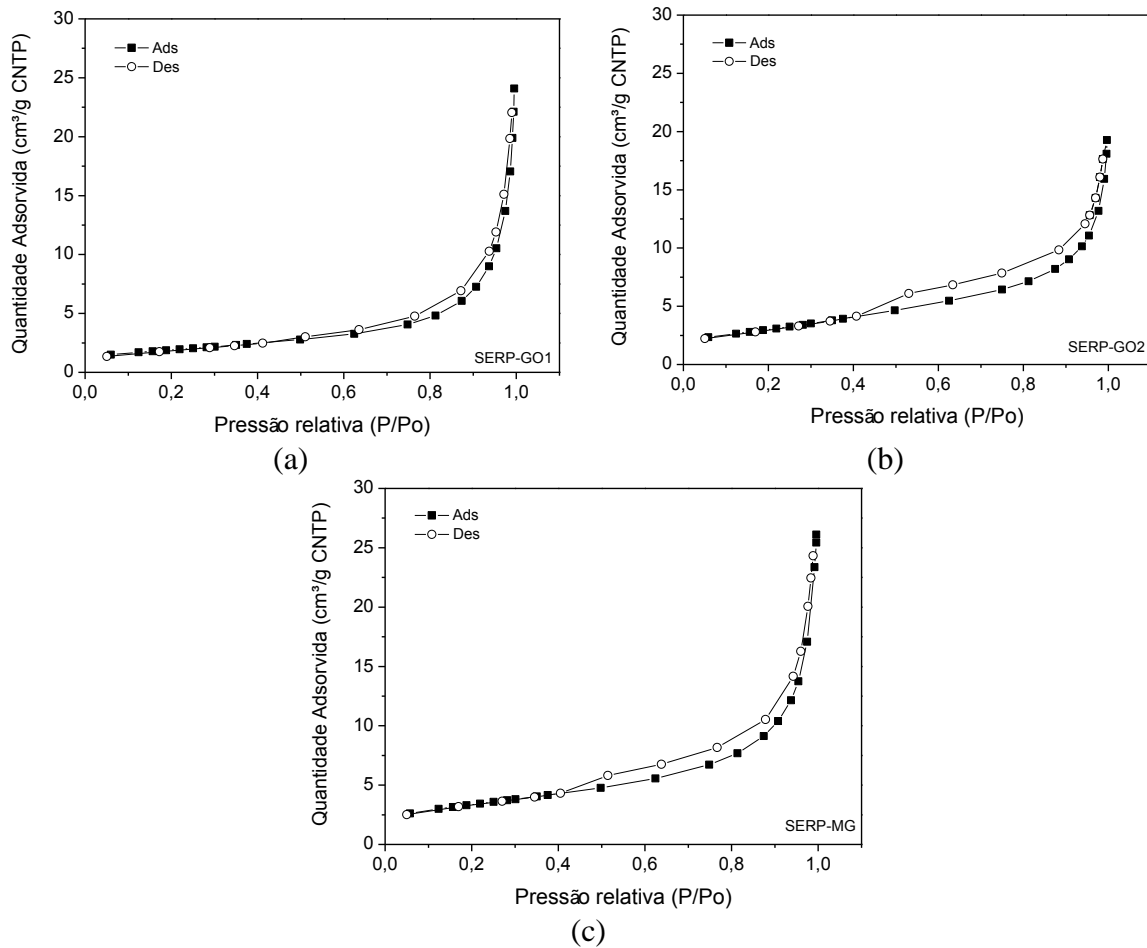 30
25
20
15
10
5
0
Quantidade Adsorvida (cm³/g CNTP)
Ads
Des
SERP-GO1
0,0 0,2 0,4 0,6 0,8 1,0
Pressão relativa (P/Po)
(a)
30
25
20
15
10
5
0
Quantidade Adsorvida (cm³/g CNTP)
Ads
Des
SERP-GO2
0,0 0,2 0,4 0,6 0,8 1,0
Pressão relativa (P/Po)
(b)
30
25
20
15
10
5
0
Quantidade Adsorvida (cm³/g CNTP)
Ads
Des
SERP-MG
0,0 0,2 0,4 0,6 0,8 1,0
Pressão relativa (P/Po)
(c)